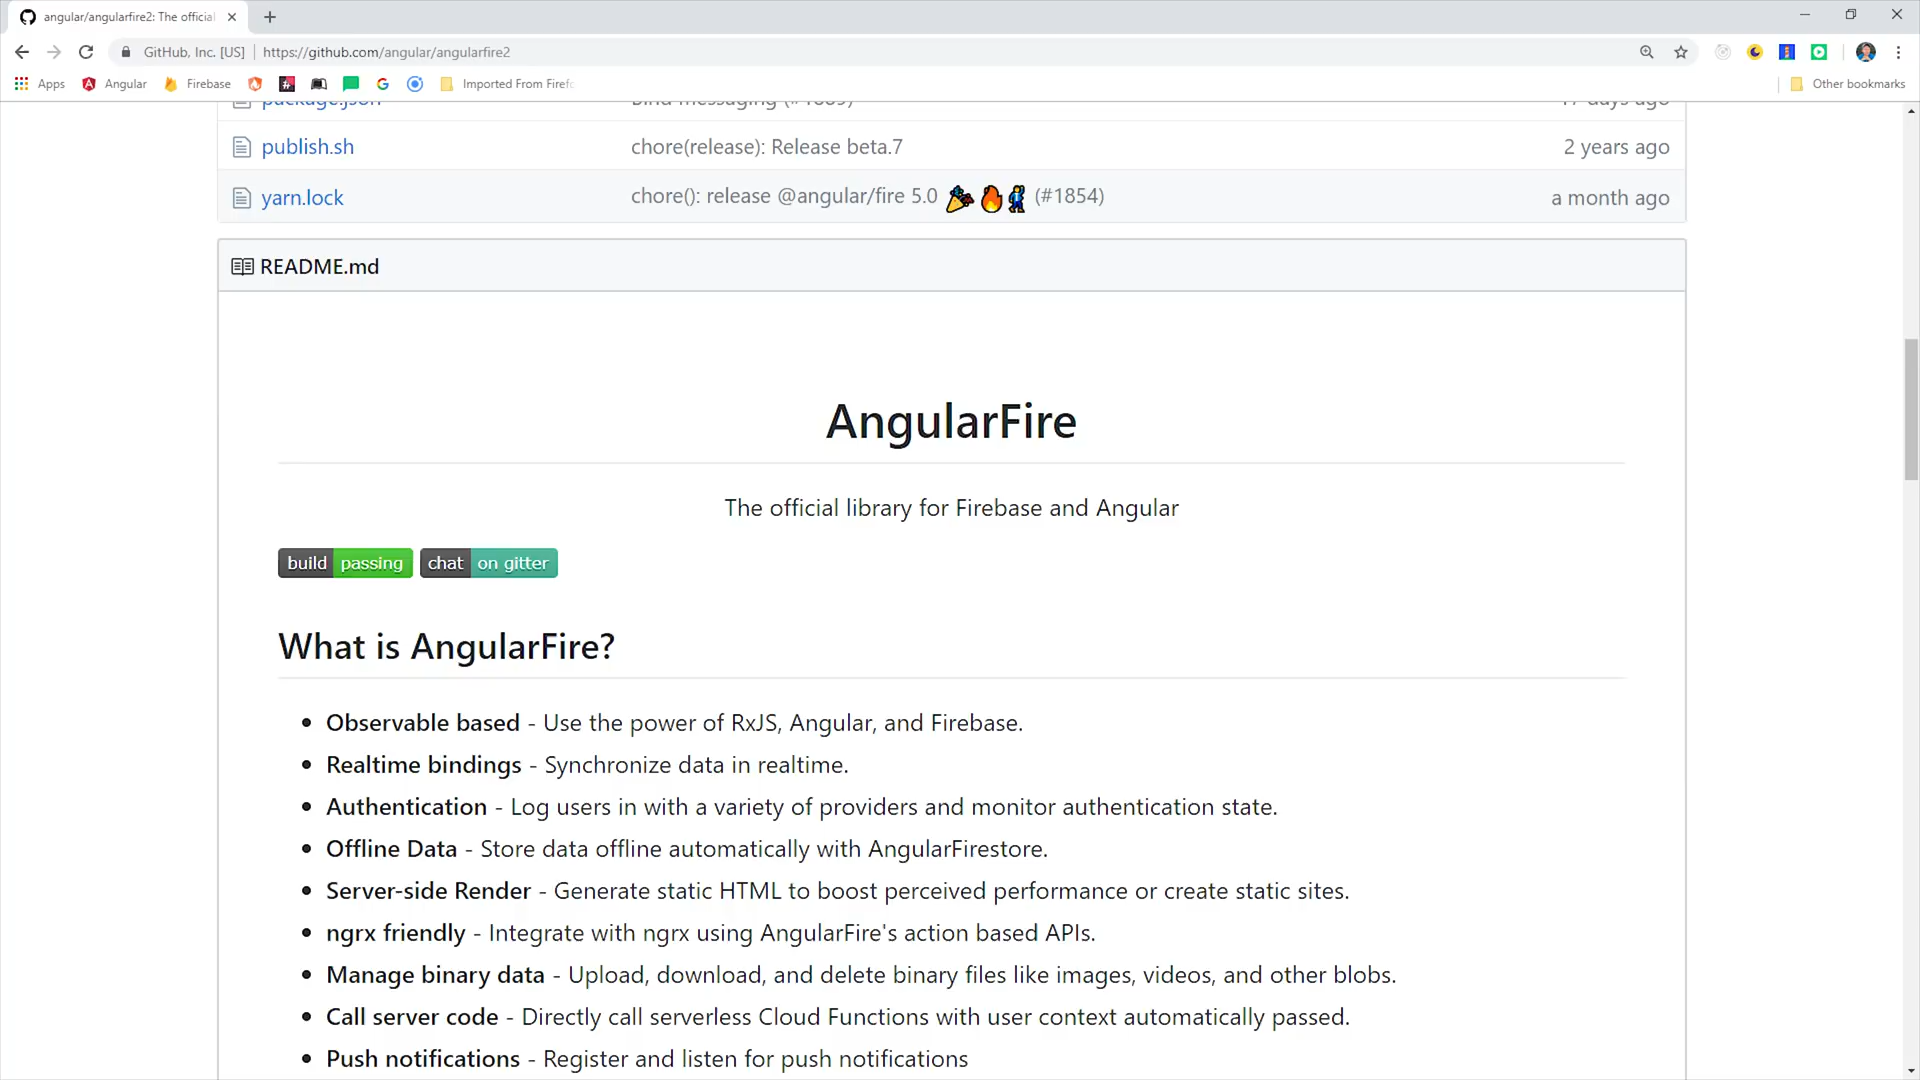 angular/angularfire2: The officia
GitHub, Inc. [US] | https://github.com/angular/angularfire2
Apps Angular Firebase Imported From Firef Other bookmarks
package.json Bind messaging (#1889) 17 days ago
publish.sh chore(release): Release beta.7 2 years ago
yarn.lock chore(): release @angular/fire 5.0 🎉🔥 (#1854) a month ago
README.md
AngularFire
The official library for Firebase and Angular
build passing chat on gitter
What is AngularFire?
• Observable based - Use the power of RxJS, Angular, and Firebase.
• Realtime bindings - Synchronize data in realtime.
• Authentication - Log users in with a variety of providers and monitor authentication state.
• Offline Data - Store data offline automatically with AngularFirestore.
• Server-side Render - Generate static HTML to boost perceived performance or create static sites.
• ngrx friendly - Integrate with ngrx using AngularFire's action based APIs.
• Manage binary data - Upload, download, and delete binary files like images, videos, and other blobs.
• Call server code - Directly call serverless Cloud Functions with user context automatically passed.
• Push notifications - Register and listen for push notifications